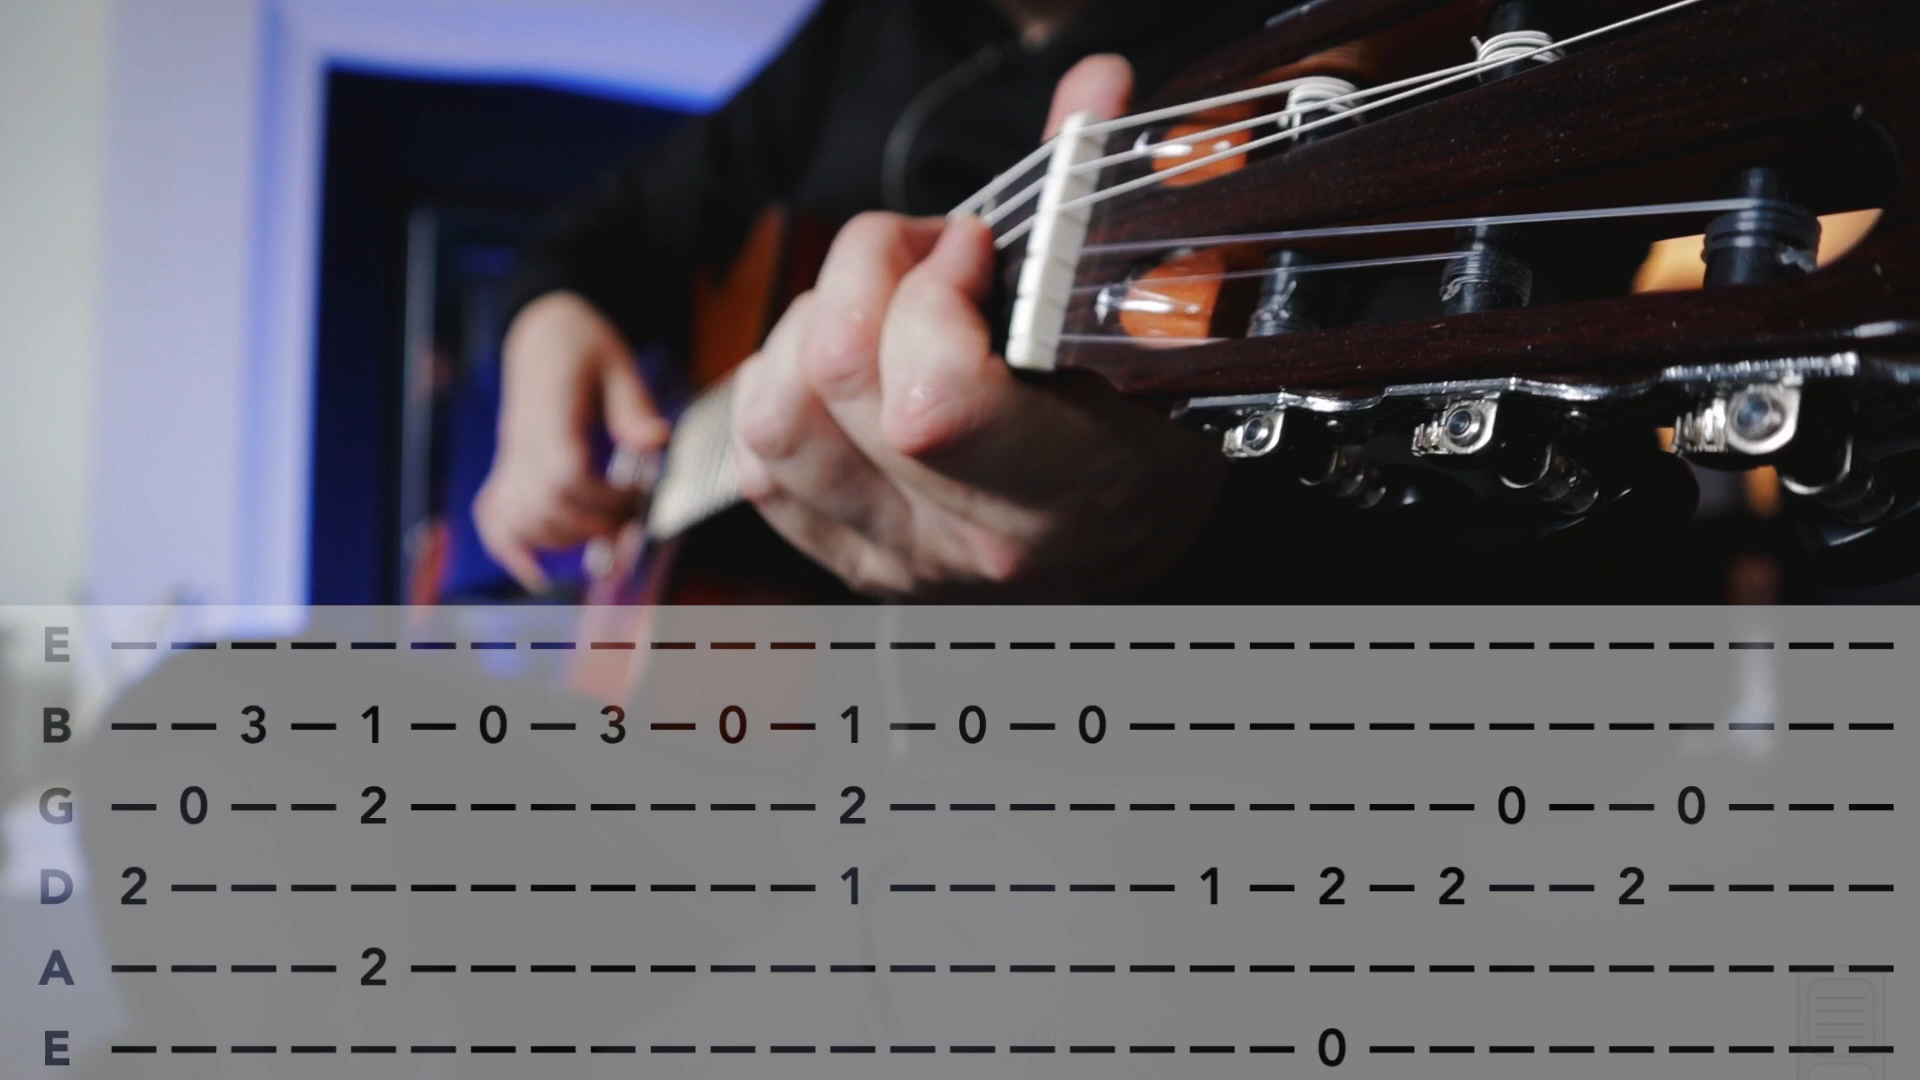 E — — — — — — — — — — — — — — — — — — — — — — — — — — — — — —
B — — 3 — 1 — 0 — 3 — 0 — 1 — 0 — 0 — — — — — — — — — — — — —
G — 0 — — 2 — — — — — — — 2 — — — — — — — — — — 0 — — 0 — — —
D 2 — — — — — — — — — — — 1 — — — — — 1 — 2 — 2 — — 2 — — — —
A — — — — 2 — — — — — — — — — — — — — — — — — — — — — — — — —
E — — — — — — — — — — — — — — — — — — — — 0 — — — — — — — — —